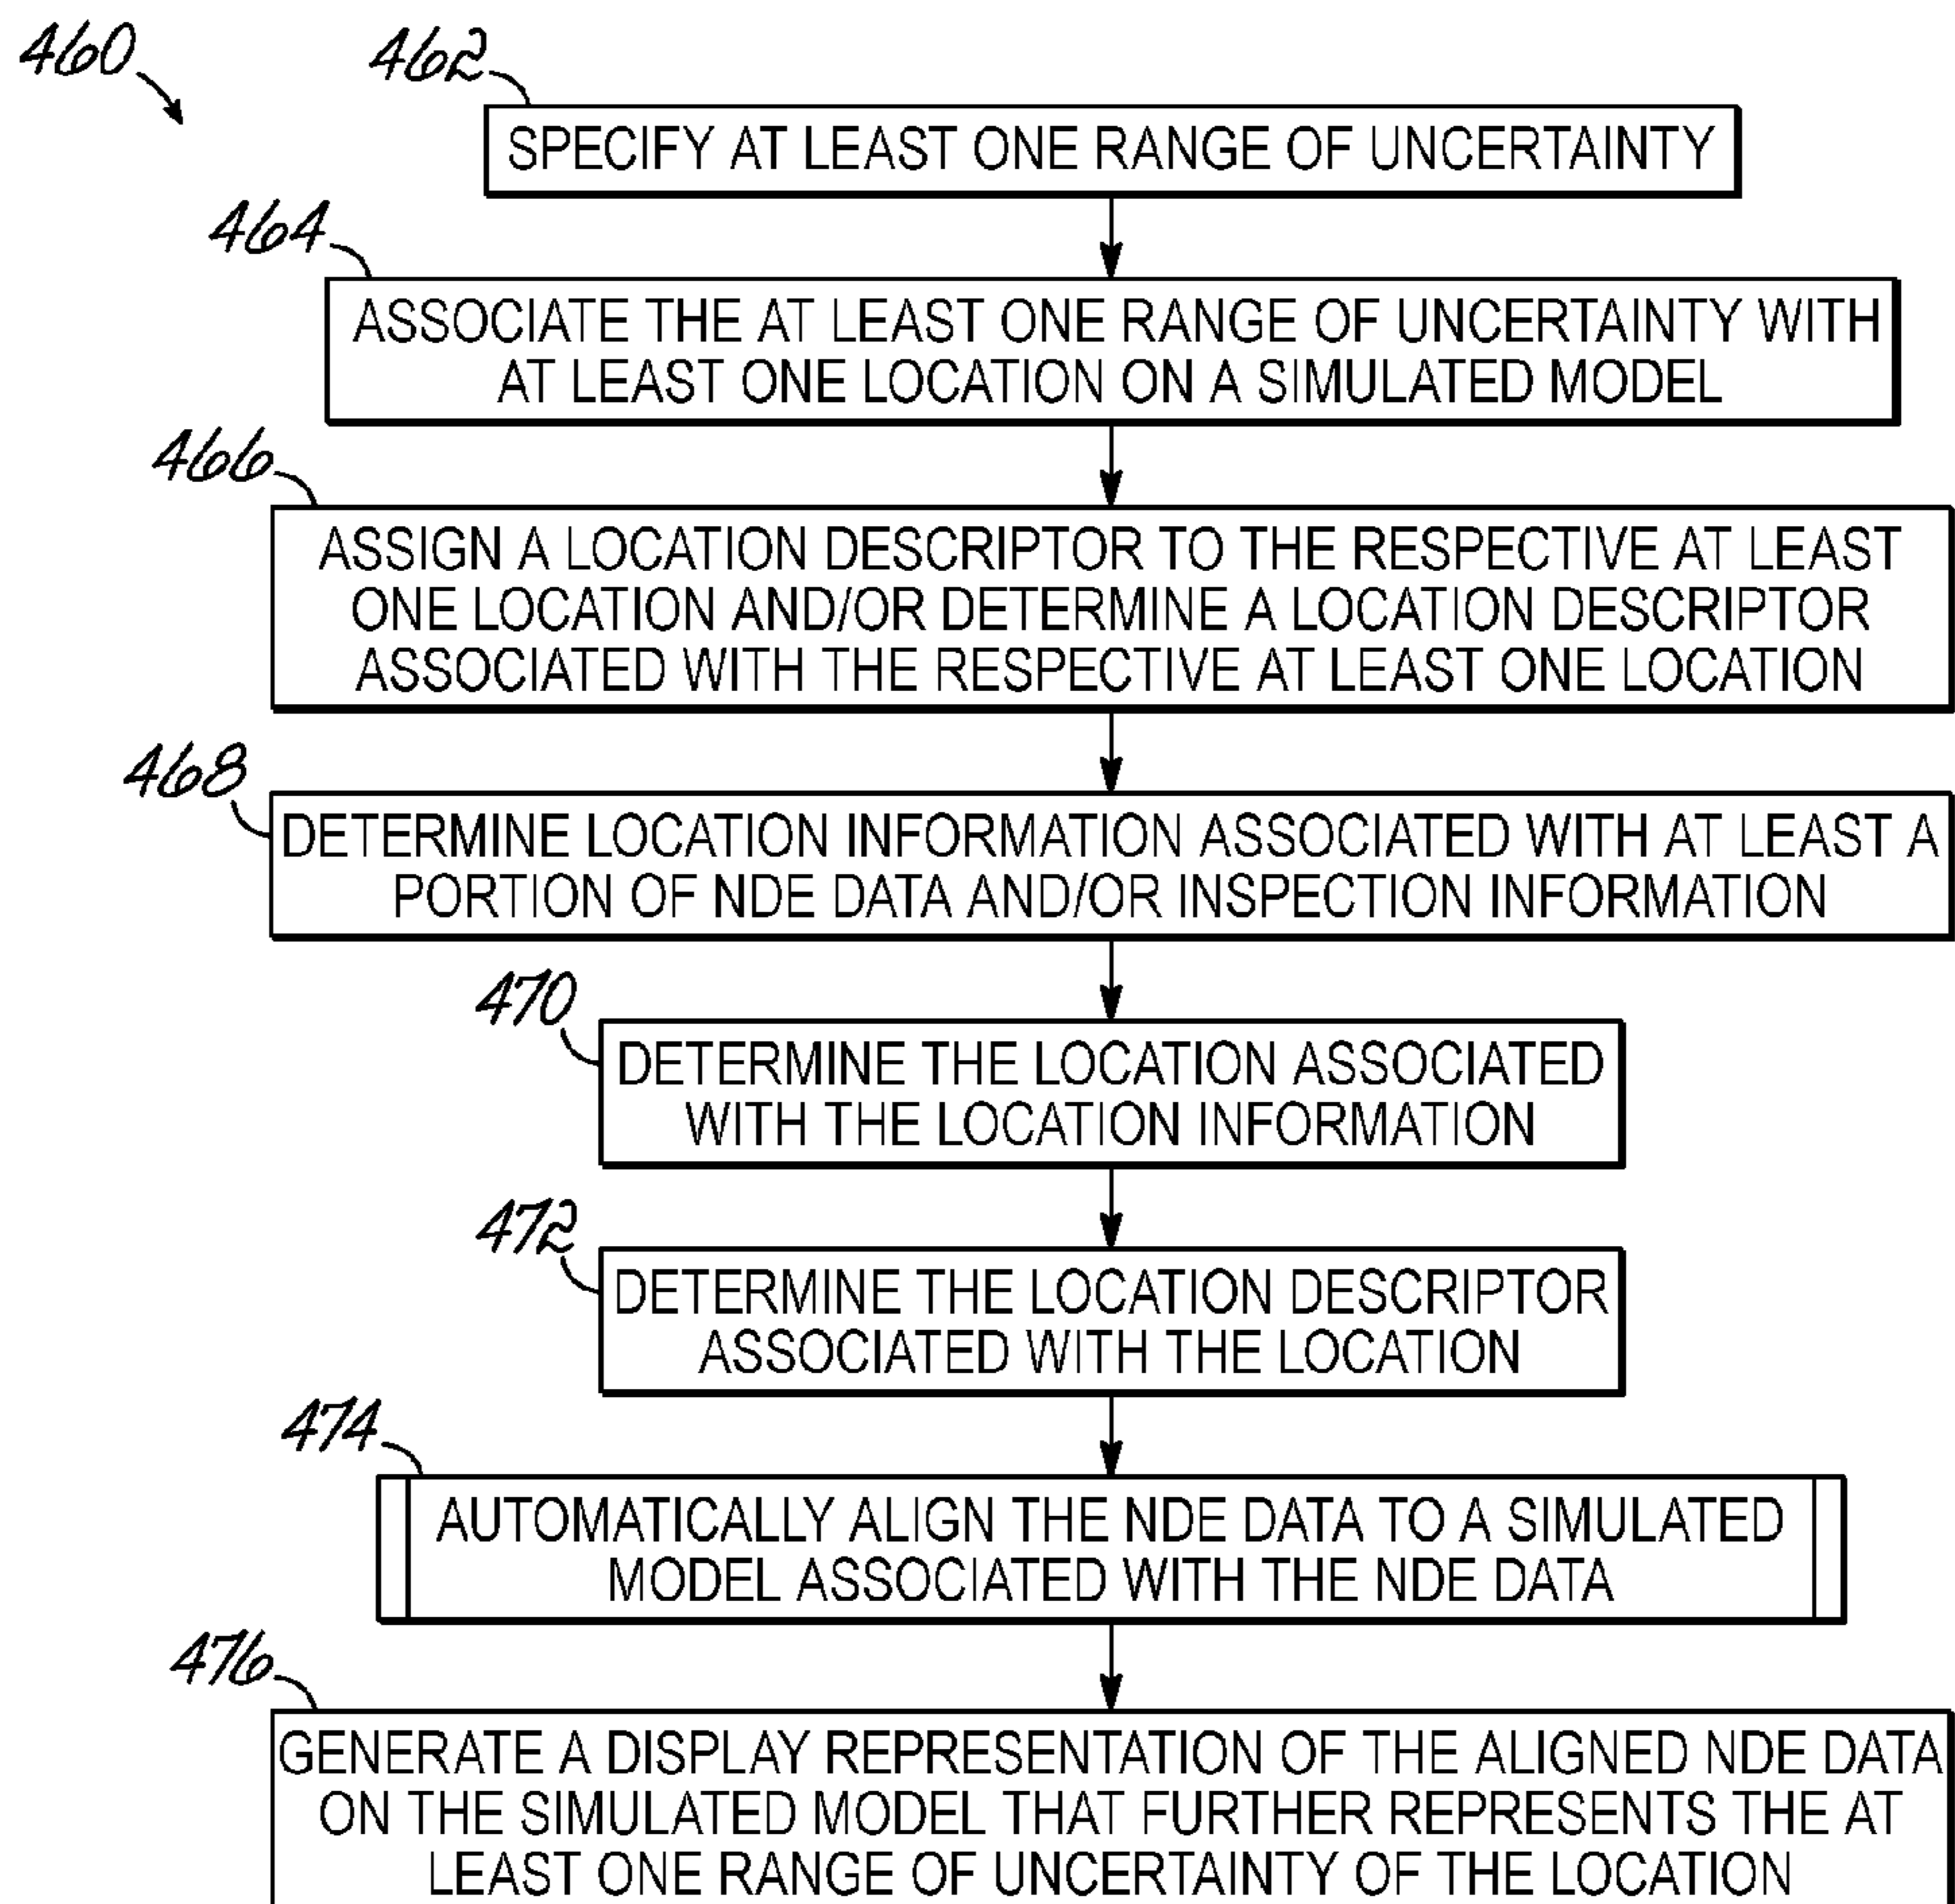 460
462
SPECIFY AT LEAST ONE RANGE OF UNCERTAINTY
464
ASSOCIATE THE AT LEAST ONE RANGE OF UNCERTAINTY WITH
AT LEAST ONE LOCATION ON A SIMULATED MODEL
466
ASSIGN A LOCATION DESCRIPTOR TO THE RESPECTIVE AT LEAST
ONE LOCATION AND/OR DETERMINE A LOCATION DESCRIPTOR
ASSOCIATED WITH THE RESPECTIVE AT LEAST ONE LOCATION
468
DETERMINE LOCATION INFORMATION ASSOCIATED WITH AT LEAST A
PORTION OF NDE DATA AND/OR INSPECTION INFORMATION
470
DETERMINE THE LOCATION ASSOCIATED
WITH THE LOCATION INFORMATION
472
DETERMINE THE LOCATION DESCRIPTOR
ASSOCIATED WITH THE LOCATION
474
AUTOMATICALLY ALIGN THE NDE DATA TO A SIMULATED
MODEL ASSOCIATED WITH THE NDE DATA
476
GENERATE A DISPLAY REPRESENTATION OF THE ALIGNED NDE DATA
ON THE SIMULATED MODEL THAT FURTHER REPRESENTS THE AT
LEAST ONE RANGE OF UNCERTAINTY OF THE LOCATION